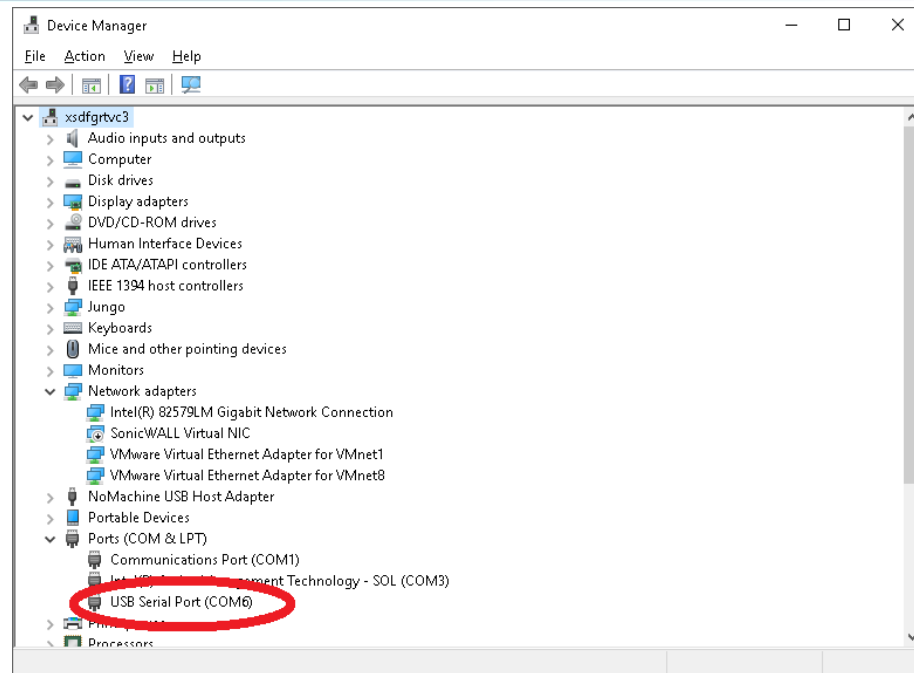 Device Manager
File Action View Help
xsdfgrtvc3
Audio inputs and outputs
Computer
Disk drives
Display adapters
DVD/CD-ROM drives
Human Interface Devices
IDE ATA/ATAPI controllers
IEEE 1394 host controllers
Jungo
Keyboards
Mice and other pointing devices
Monitors
Network adapters
Intel(R) 82579LM Gigabit Network Connection
SonicWALL Virtual NIC
VMware Virtual Ethernet Adapter for VMnet1
VMware Virtual Ethernet Adapter for VMnet8
NoMachine USB Host Adapter
Portable Devices
Ports (COM & LPT)
Communications Port (COM1)
Technology - SOL (COM3)
USB Serial Port (COM6)
Processors